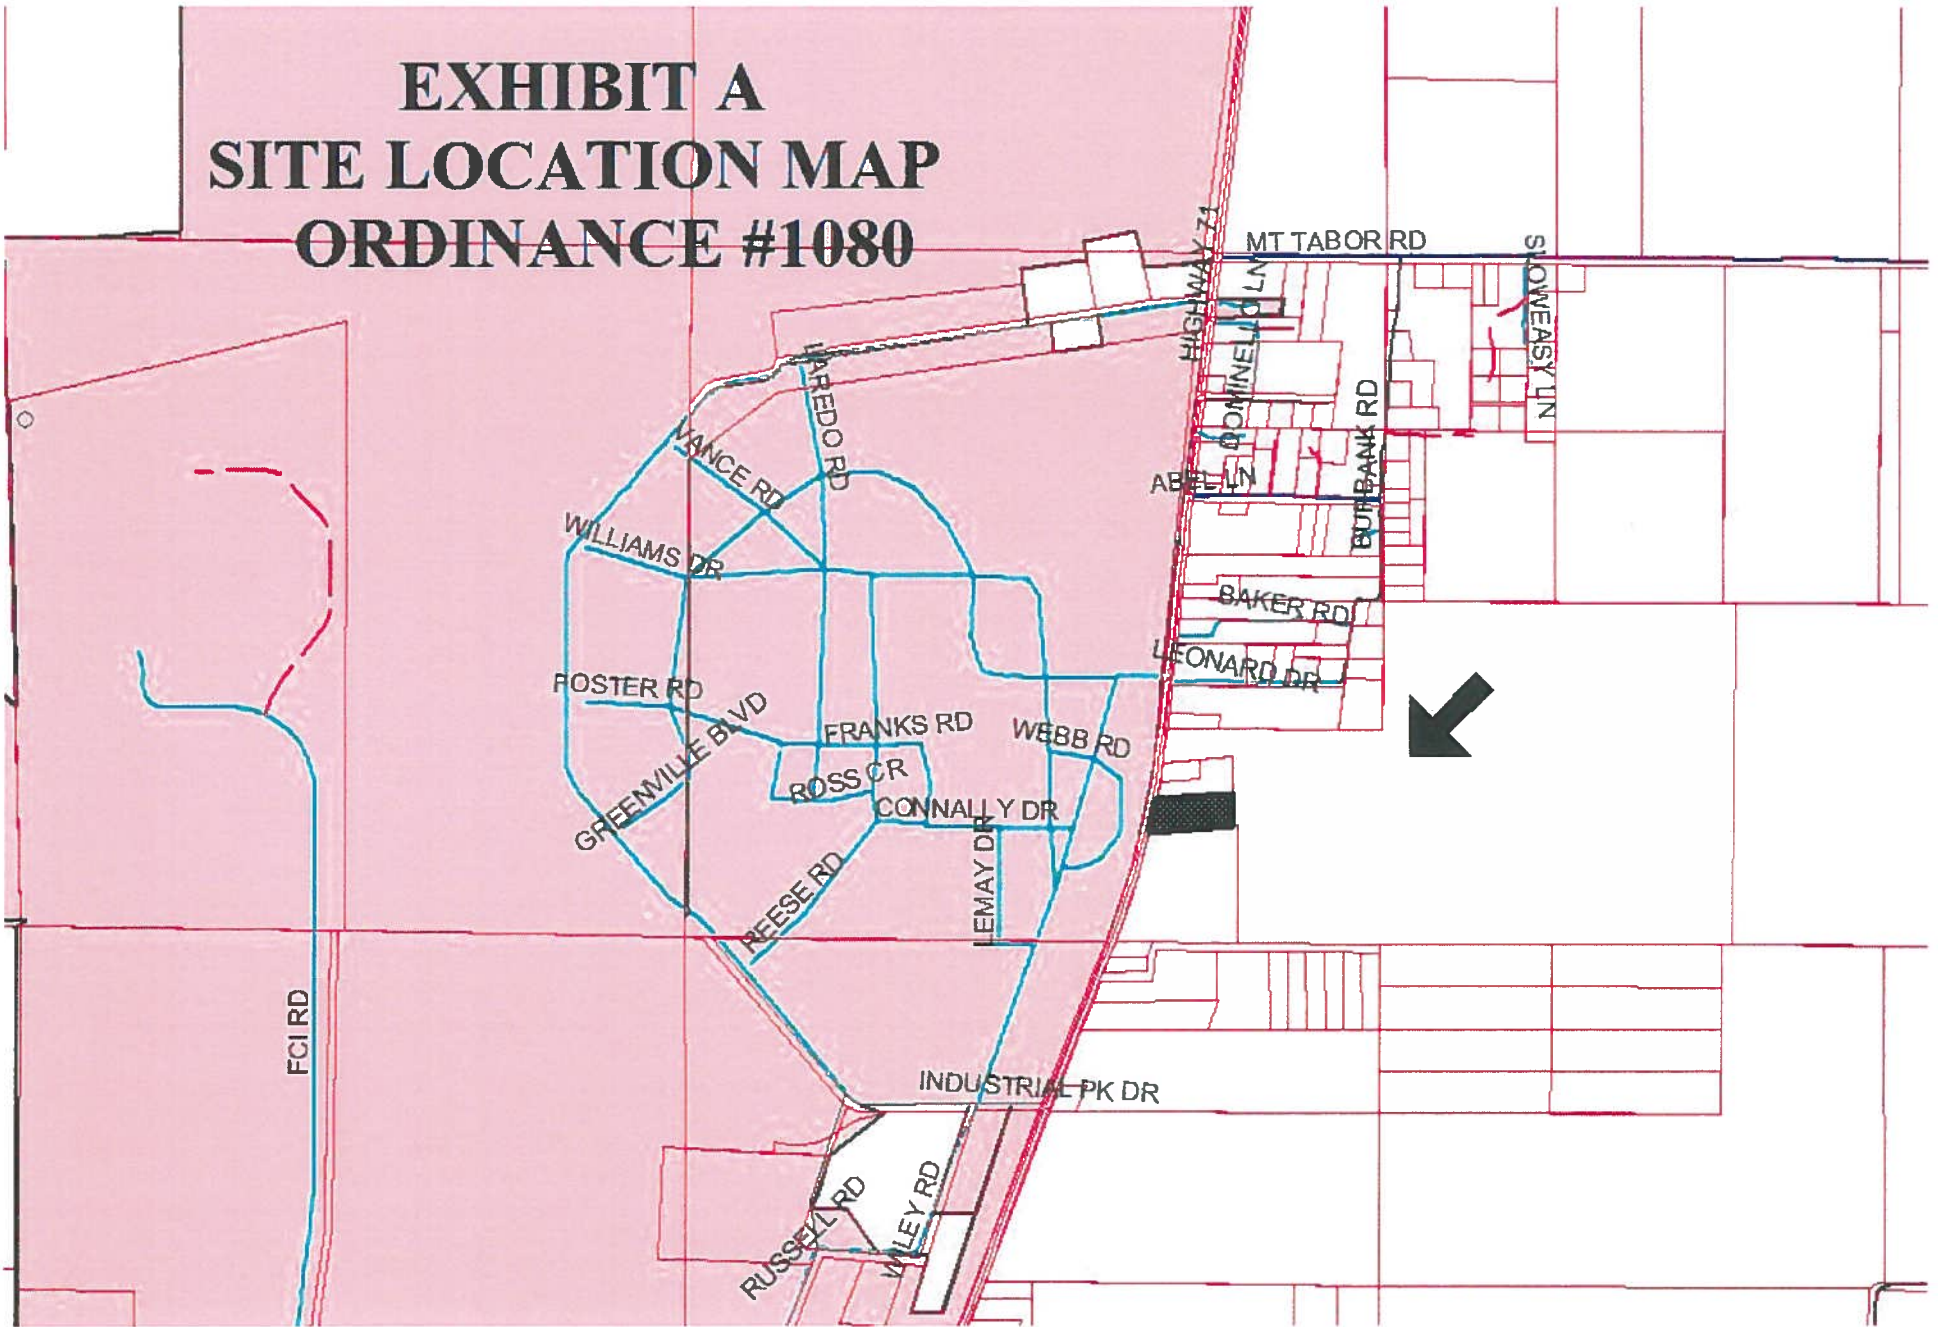 EXHIBIT A
SITE LOCATION MAP
ORDINANCE #1080
HIGHWAY 71
MT TABOR RD
SLOWEASY LN
DOMINELL LN
LAREDO RD
BURBANK RD
VANCE RD
ABEL LN
WILLIAMS DR
BAKER RD
LEONARD DR
FOSTER RD
GREENVILLE BLVD
FRANKS RD
WEBB RD
ROSS CR
CONNALLY DR
LEMAY DR
REESE RD
FCI RD
INDUSTRIAL PK DR
RUSSELL RD
WILEY RD